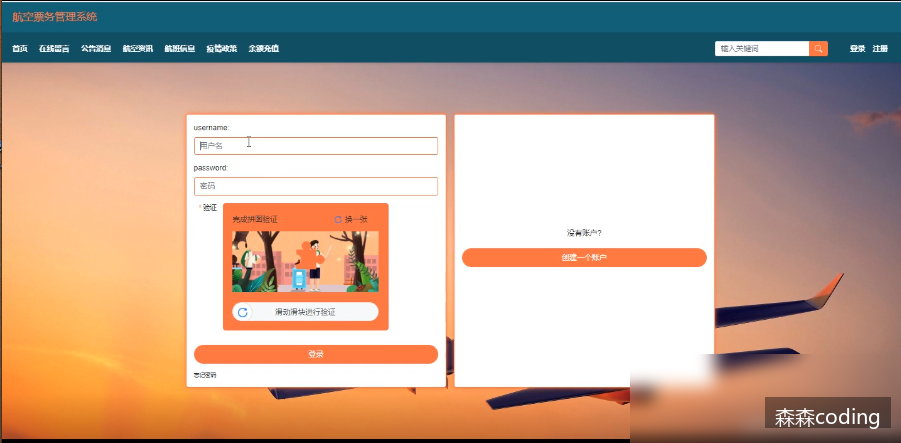 航空票务管理系统
首页 在线留言 公告消息 航空资讯 航班信息 疫情政策 余额充值 输入关键词 登录 注册
username:
用户名
password:
密码
* 验证
完成拼图验证 换一张
滑动滑块进行验证
登录
忘记密码
没有账户?
创建一个账户
森森coding